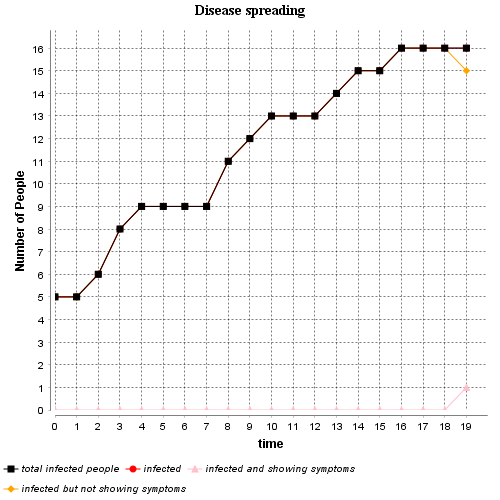 Disease spreading
Number of People
16
15
14
13
12
11
10
9
8
7
6
5
4
3
2
1
0
0 1 2 3 4 5 6 7 8 9 10 11 12 13 14 15 16 17 18 19
time
total infected people infected infected and showing symptoms
infected but not showing symptoms